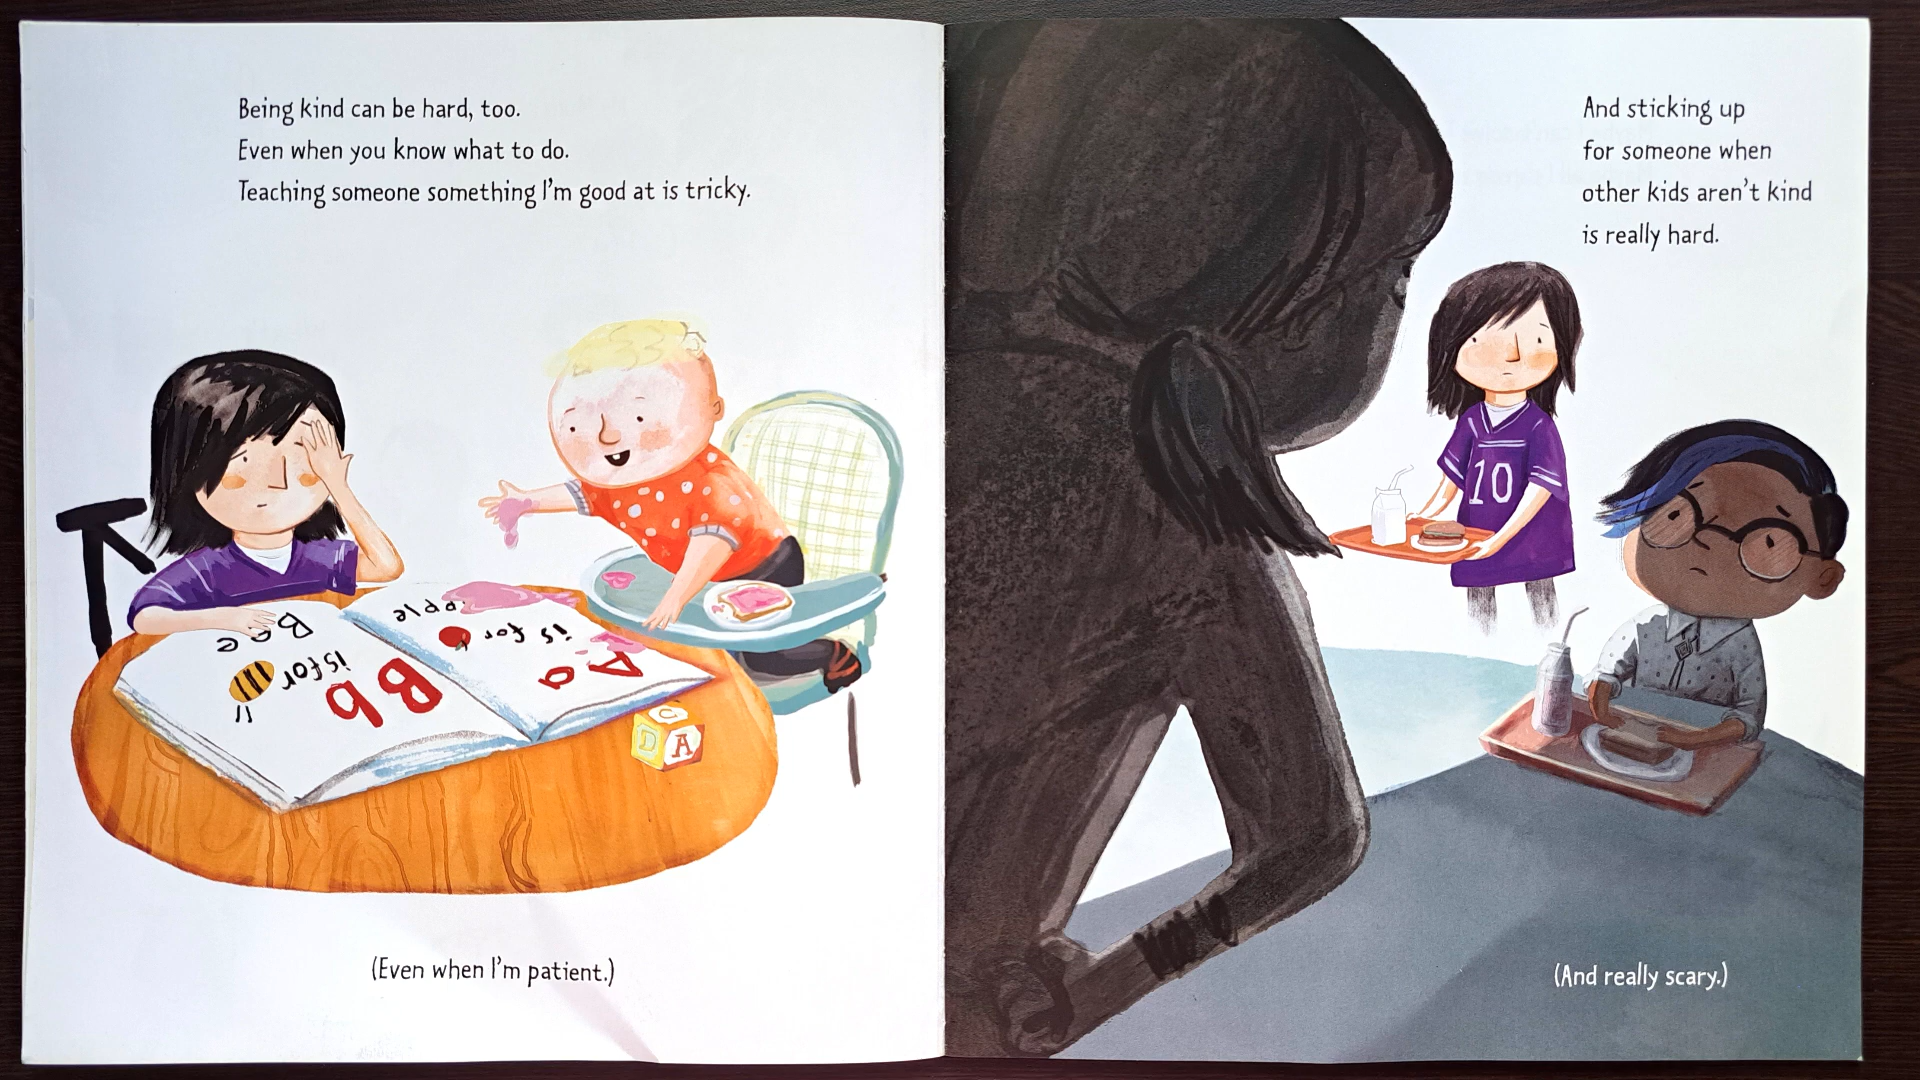 Being kind can be hard, too.
Even when you know what to do.
Teaching someone something I'm good at is tricky.
Bee
is for
Bb
apple
is for
Aa
C
D A
(Even when I'm patient.)
And sticking up
for someone when
other kids aren't kind
is really hard.
10
(And really scary.)